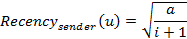 Recency_sender(u) = √(a/(i + 1))